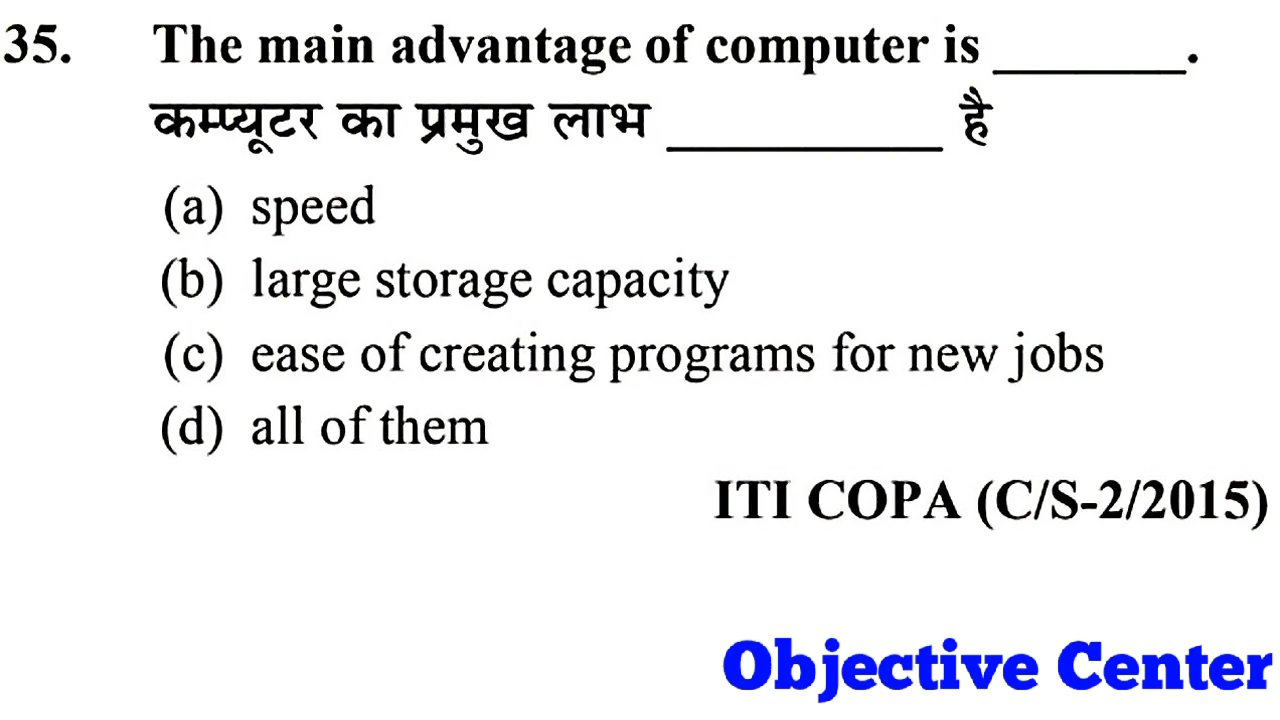 35. The main advantage of computer is _______.
कम्प्यूटर का प्रमुख लाभ __________ है
(a) speed
(b) large storage capacity
(c) ease of creating programs for new jobs
(d) all of them
ITI COPA (C/S-2/2015)
Objective Center